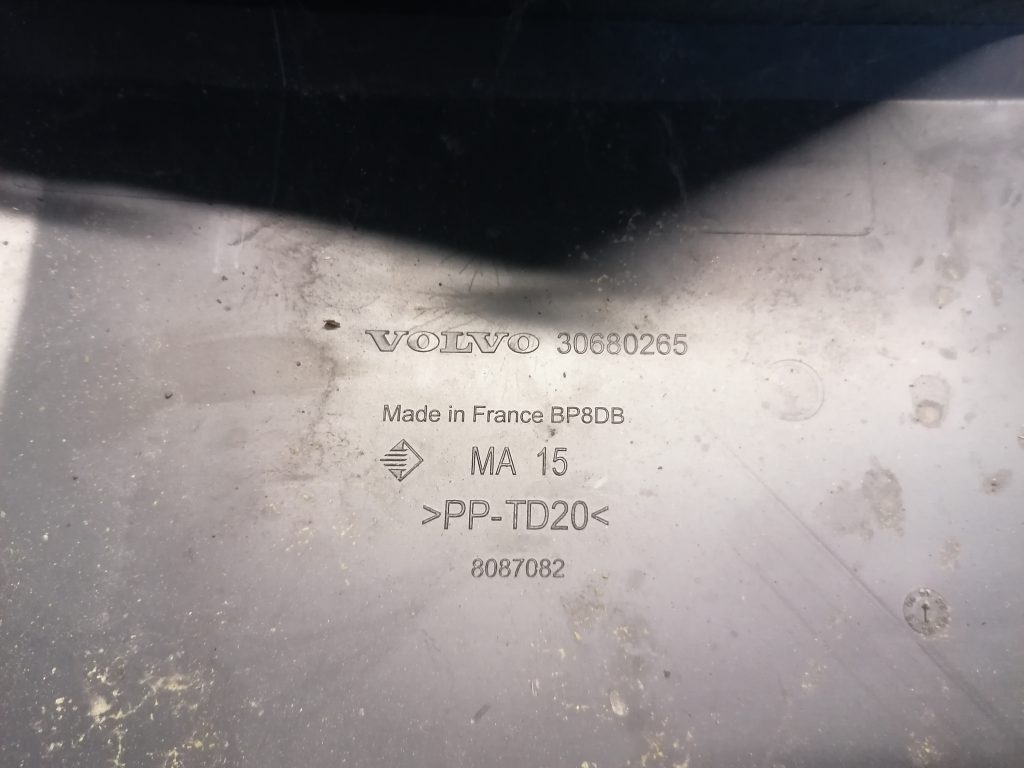 VOLVO 30680265
Made in France BP8DB
MA 15
>PP-TD20<
8087082